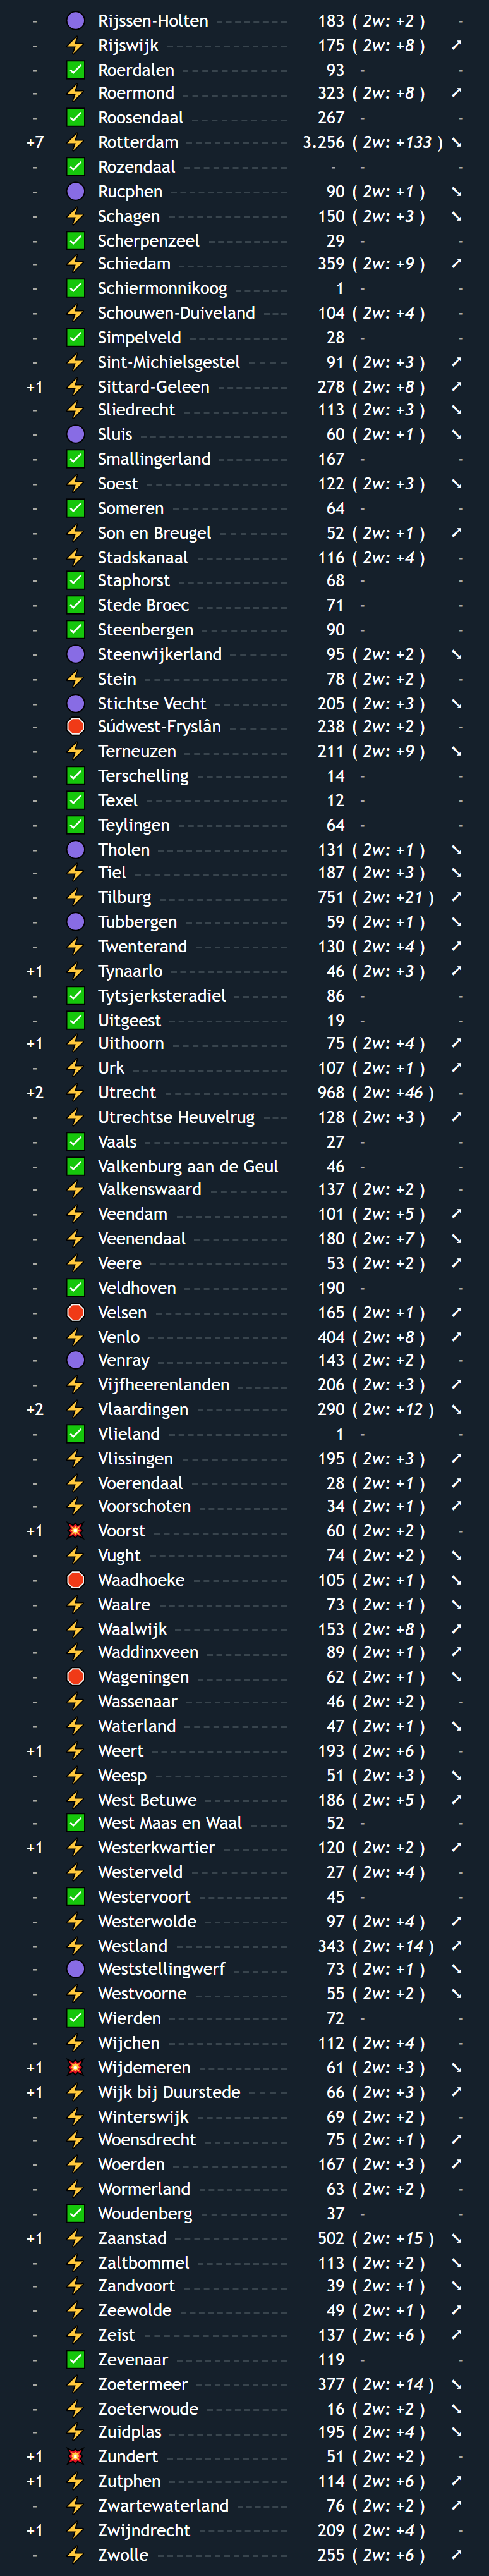 - Rijssen-Holten 183 ( 2w: +2 ) -
- Rijswijk 175 ( 2w: +8 ) ➚
- Roerdalen 93 - -
- Roermond 323 ( 2w: +8 ) ➚
- Roosendaal 267 - -
+7 Rotterdam 3.256 ( 2w: +133 ) ➘
- Rozendaal - - -
- Rucphen 90 ( 2w: +1 ) ➘
- Schagen 150 ( 2w: +3 ) ➘
- Scherpenzeel 29 - -
- Schiedam 359 ( 2w: +9 ) ➚
- Schiermonnikoog 1 - -
- Schouwen-Duiveland 104 ( 2w: +4 ) -
- Simpelveld 28 - -
- Sint-Michielsgestel 91 ( 2w: +3 ) ➚
+1 Sittard-Geleen 278 ( 2w: +8 ) ➚
- Sliedrecht 113 ( 2w: +3 ) ➘
- Sluis 60 ( 2w: +1 ) ➘
- Smallingerland 167 - -
- Soest 122 ( 2w: +3 ) ➘
- Someren 64 - -
- Son en Breugel 52 ( 2w: +1 ) ➚
- Stadskanaal 116 ( 2w: +4 ) -
- Staphorst 68 - -
- Stede Broec 71 - -
- Steenbergen 90 - -
- Steenwijkerland 95 ( 2w: +2 ) ➘
- Stein 78 ( 2w: +2 ) -
- Stichtse Vecht 205 ( 2w: +3 ) ➘
- Súdwest-Fryslân 238 ( 2w: +2 ) -
- Terneuzen 211 ( 2w: +9 ) ➘
- Terschelling 14 - -
- Texel 12 - -
- Teylingen 64 - -
- Tholen 131 ( 2w: +1 ) ➘
- Tiel 187 ( 2w: +3 ) ➘
- Tilburg 751 ( 2w: +21 ) ➚
- Tubbergen 59 ( 2w: +1 ) ➘
- Twenterand 130 ( 2w: +4 ) ➚
+1 Tynaarlo 46 ( 2w: +3 ) ➚
- Tytsjerksteradiel 86 - -
- Uitgeest 19 - -
+1 Uithoorn 75 ( 2w: +4 ) ➚
- Urk 107 ( 2w: +1 ) ➚
+2 Utrecht 968 ( 2w: +46 ) -
- Utrechtse Heuvelrug 128 ( 2w: +3 ) ➚
- Vaals 27 - -
- Valkenburg aan de Geul 46 - -
- Valkenswaard 137 ( 2w: +2 ) -
- Veendam 101 ( 2w: +5 ) ➚
- Veenendaal 180 ( 2w: +7 ) ➘
- Veere 53 ( 2w: +2 ) ➚
- Veldhoven 190 - -
- Velsen 165 ( 2w: +1 ) ➚
- Venlo 404 ( 2w: +8 ) ➚
- Venray 143 ( 2w: +2 ) -
- Vijfheerenlanden 206 ( 2w: +3 ) ➚
+2 Vlaardingen 290 ( 2w: +12 ) ➘
- Vlieland 1 - -
- Vlissingen 195 ( 2w: +3 ) ➚
- Voerendaal 28 ( 2w: +1 ) ➚
- Voorschoten 34 ( 2w: +1 ) ➚
+1 Voorst 60 ( 2w: +2 ) -
- Vught 74 ( 2w: +2 ) ➘
- Waadhoeke 105 ( 2w: +1 ) ➘
- Waalre 73 ( 2w: +1 ) ➘
- Waalwijk 153 ( 2w: +8 ) ➚
- Waddinxveen 89 ( 2w: +1 ) ➚
- Wageningen 62 ( 2w: +1 ) ➘
- Wassenaar 46 ( 2w: +2 ) -
- Waterland 47 ( 2w: +1 ) ➘
+1 Weert 193 ( 2w: +6 ) -
- Weesp 51 ( 2w: +3 ) ➘
- West Betuwe 186 ( 2w: +5 ) ➚
- West Maas en Waal 52 - -
+1 Westerkwartier 120 ( 2w: +2 ) ➚
- Westerveld 27 ( 2w: +4 ) -
- Westervoort 45 - -
- Westerwolde 97 ( 2w: +4 ) ➚
- Westland 343 ( 2w: +14 ) ➚
- Weststellingwerf 73 ( 2w: +1 ) ➘
- Westvoorne 55 ( 2w: +2 ) ➘
- Wierden 72 - -
- Wijchen 112 ( 2w: +4 ) -
+1 Wijdemeren 61 ( 2w: +3 ) ➘
+1 Wijk bij Duurstede 66 ( 2w: +3 ) ➚
- Winterswijk 69 ( 2w: +2 ) -
- Woensdrecht 75 ( 2w: +1 ) ➚
- Woerden 167 ( 2w: +3 ) ➚
- Wormerland 63 ( 2w: +2 ) -
- Woudenberg 37 - -
+1 Zaanstad 502 ( 2w: +15 ) ➘
- Zaltbommel 113 ( 2w: +2 ) ➘
- Zandvoort 39 ( 2w: +1 ) ➘
- Zeewolde 49 ( 2w: +1 ) ➚
- Zeist 137 ( 2w: +6 ) ➚
- Zevenaar 119 - -
- Zoetermeer 377 ( 2w: +14 ) ➘
- Zoeterwoude 16 ( 2w: +2 ) ➘
- Zuidplas 195 ( 2w: +4 ) ➘
+1 Zundert 51 ( 2w: +2 ) -
+1 Zutphen 114 ( 2w: +6 ) ➚
- Zwartewaterland 76 ( 2w: +2 ) ➚
+1 Zwijndrecht 209 ( 2w: +4 ) -
- Zwolle 255 ( 2w: +6 ) ➚